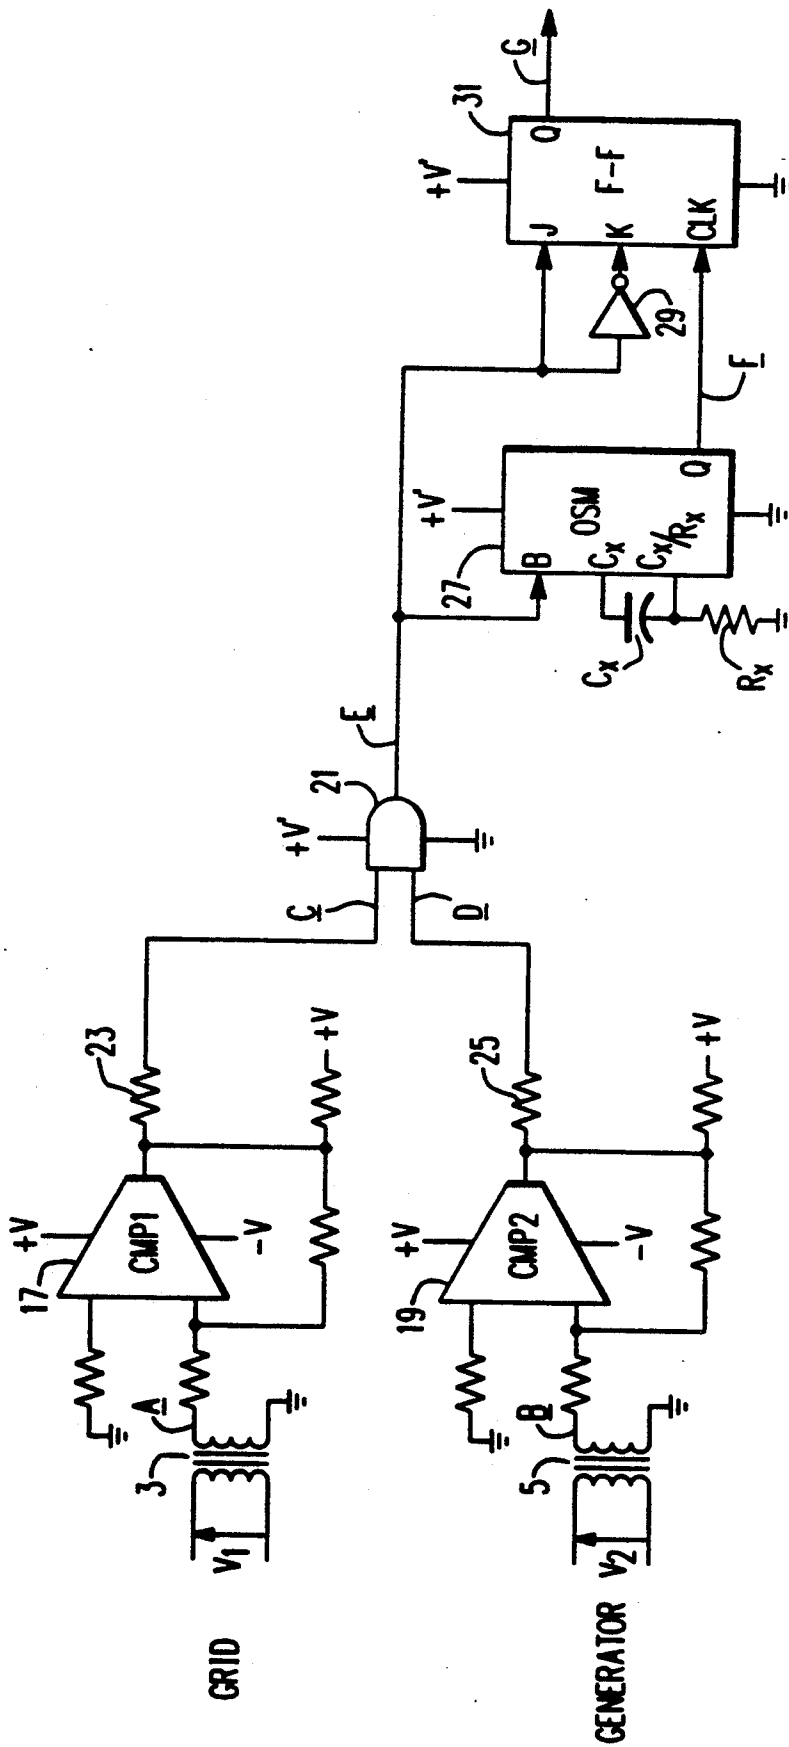 GRID
V1
3
A
17
+V
CMP1
-V
23
+V
C
GENERATOR
V2
5
B
19
+V
CMP2
-V
25
+V
D
+V'
21
E
27
+V'
B
OSM
Cx
Cx/Rx
Q
Cx
Rx
F
29
31
+V'
J
Q
F-F
K
CLK
G